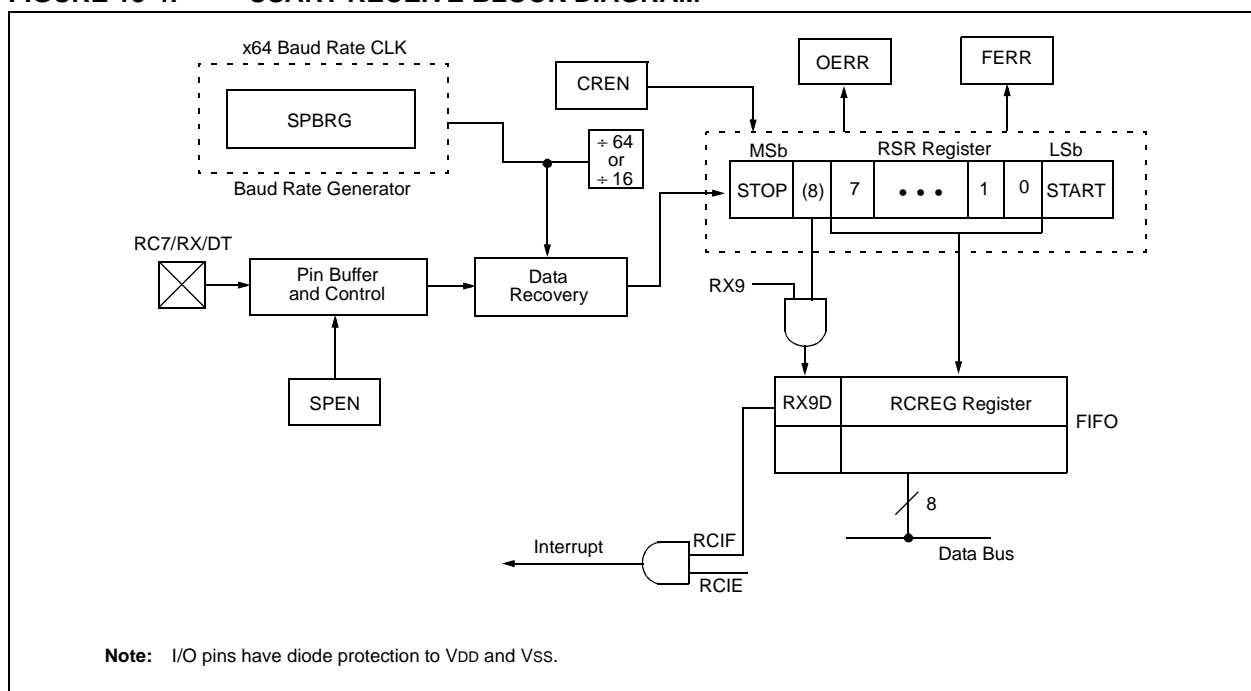 x64 Baud Rate CLK
SPBRG
Baud Rate Generator
CREN
OERR
FERR
÷ 64
or
÷ 16
MSb
RSR Register
LSb
STOP (8) 7 • • • 1 0 START
RC7/RX/DT
Pin Buffer
and Control
Data
Recovery
RX9
SPEN
RX9D
RCREG Register
FIFO
8
Interrupt
RCIF
RCIE
Data Bus
Note: I/O pins have diode protection to VDD and VSS.